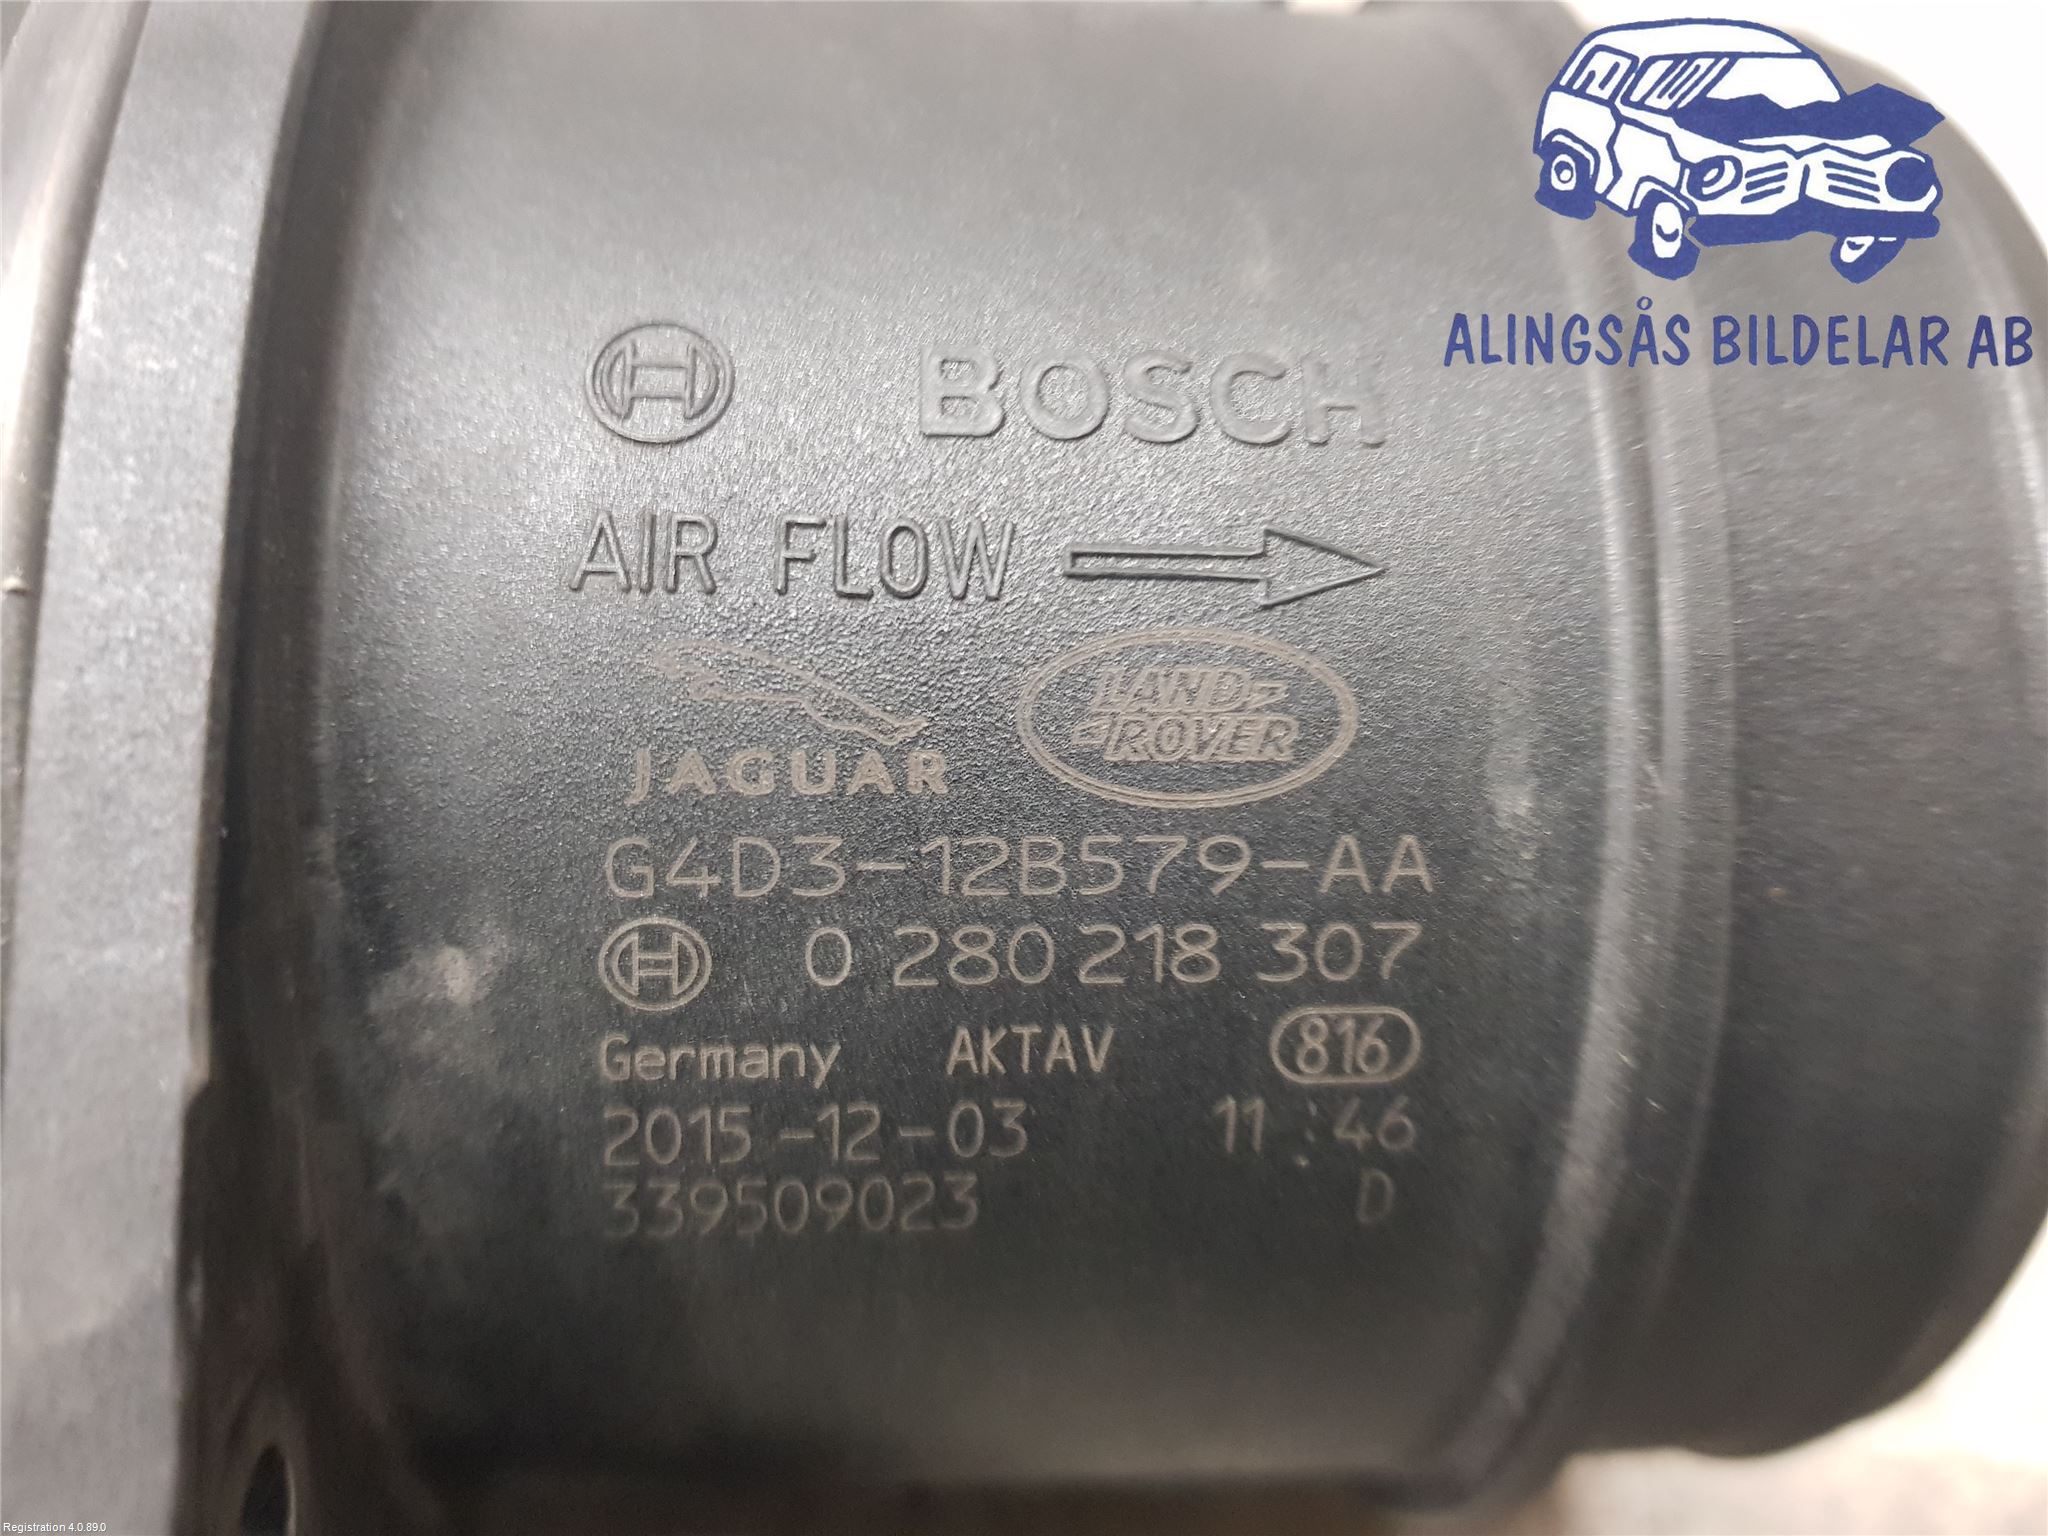 ALINGSÅS BILDELAR AB
BOSCH
AIR FLOW
JAGUAR
LAND
ROVER
G4D3-12B579-AA
0 280 218 307
Germany AKTAV 816
2015-12-03 11:46
339509023 D
Registration 4.0.89.0